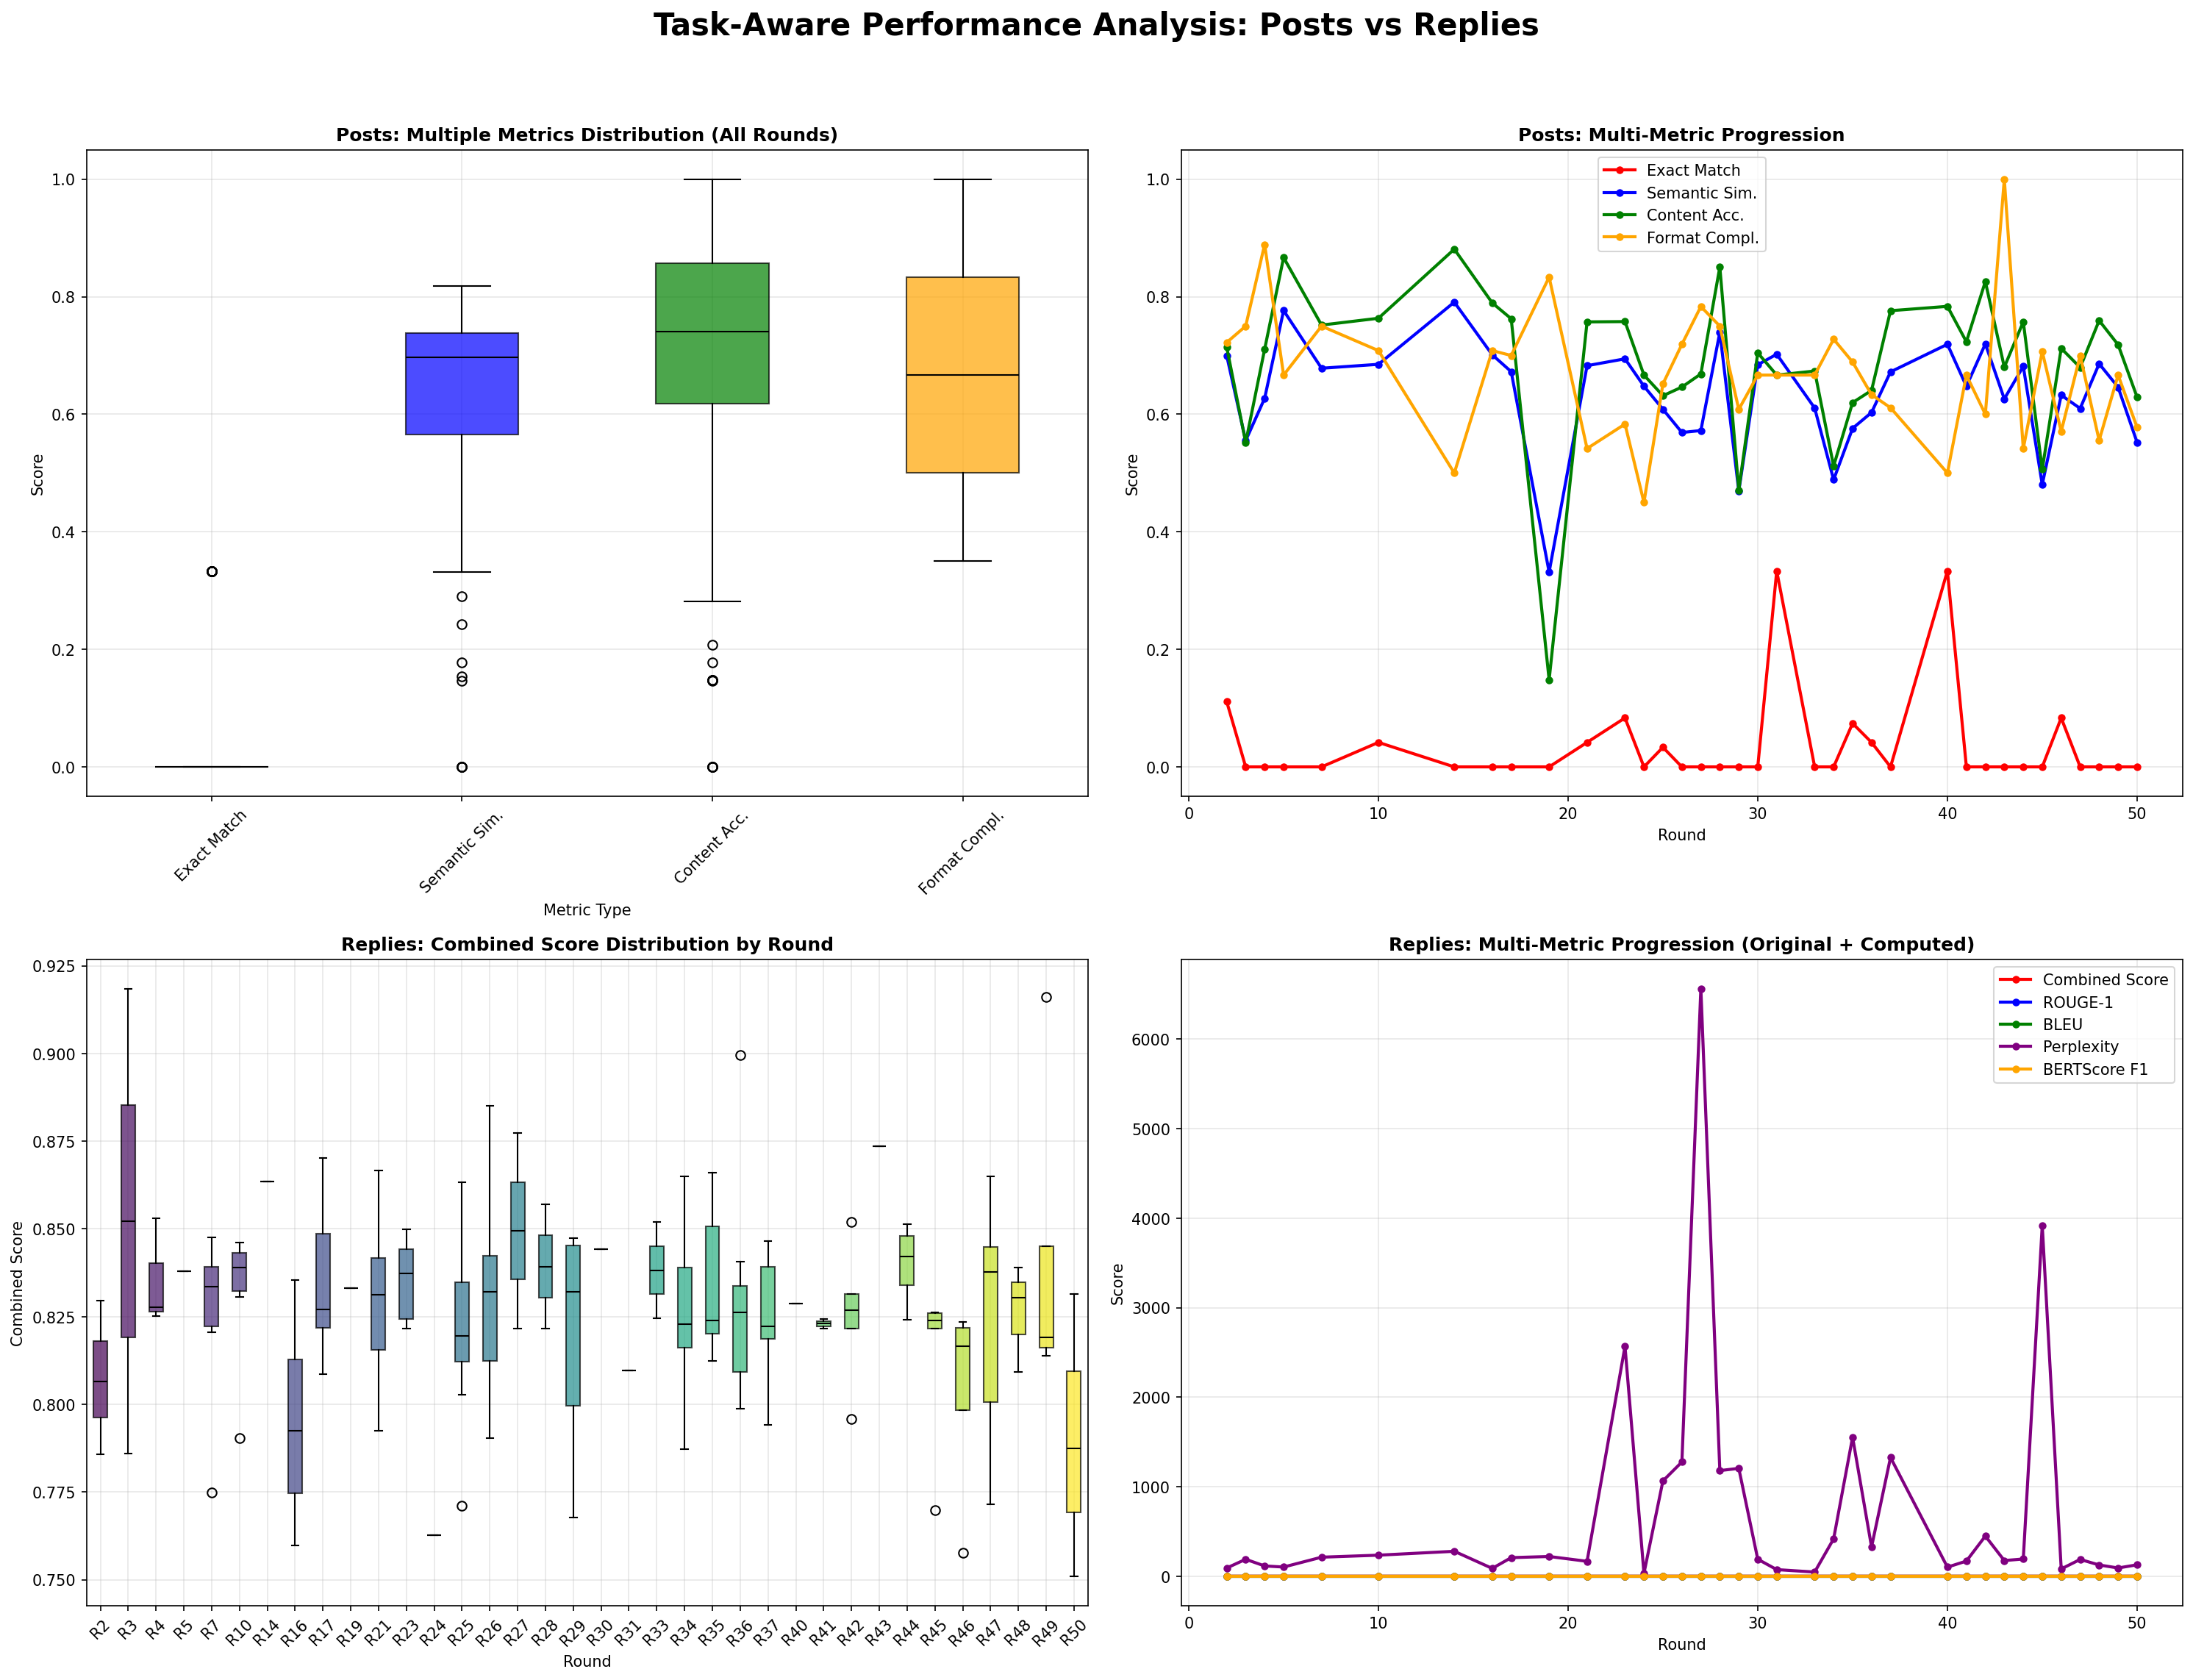 Task-Aware Performance Analysis: Posts vs Replies
Posts: Multiple Metrics Distribution (All Rounds)
Score
1.0
0.8
0.6
0.4
0.2
0.0
Exact Match
Semantic Sim.
Content Acc.
Format Compl.
Metric Type
Posts: Multi-Metric Progression
Exact Match
Semantic Sim.
Content Acc.
Format Compl.
Score
1.0
0.8
0.6
0.4
0.2
0.0
0 10 20 30 40 50
Round
Replies: Combined Score Distribution by Round
Combined Score
0.925
0.900
0.875
0.850
0.825
0.800
0.775
0.750
R2 R3 R4 R5 R7 R10 R14 R16 R17 R19 R21 R23 R24 R25 R26 R27 R28 R29 R30 R31 R33 R34 R35 R36 R37 R40 R41 R42 R43 R44 R45 R46 R47 R48 R49 R50
Round
Replies: Multi-Metric Progression (Original + Computed)
Combined Score
ROUGE-1
BLEU
Perplexity
BERTScore F1
Score
6000
5000
4000
3000
2000
1000
0
0 10 20 30 40 50
Round